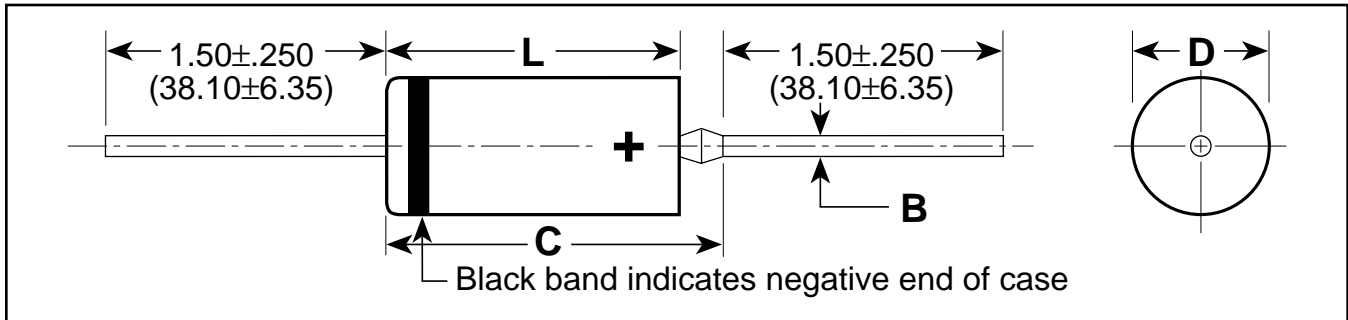 1.50±.250
(38.10±6.35)
L
1.50±.250
(38.10±6.35)
D
+
B
C
Black band indicates negative end of case